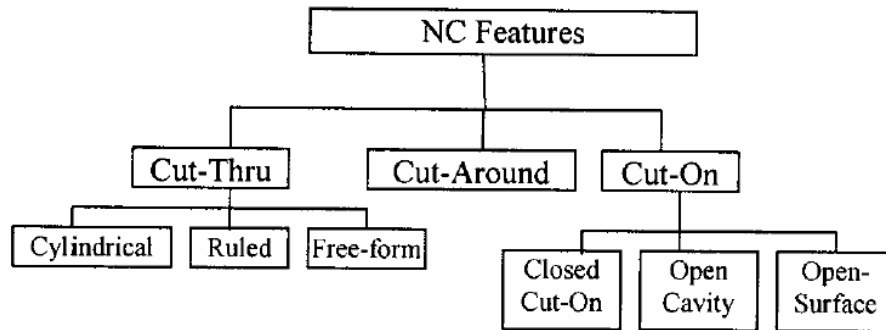 NC Features
Cut-Thru
Cut-Around
Cut-On
Cylindrical
Ruled
Free-form
Closed
Cut-On
Open
Cavity
Open-
Surface